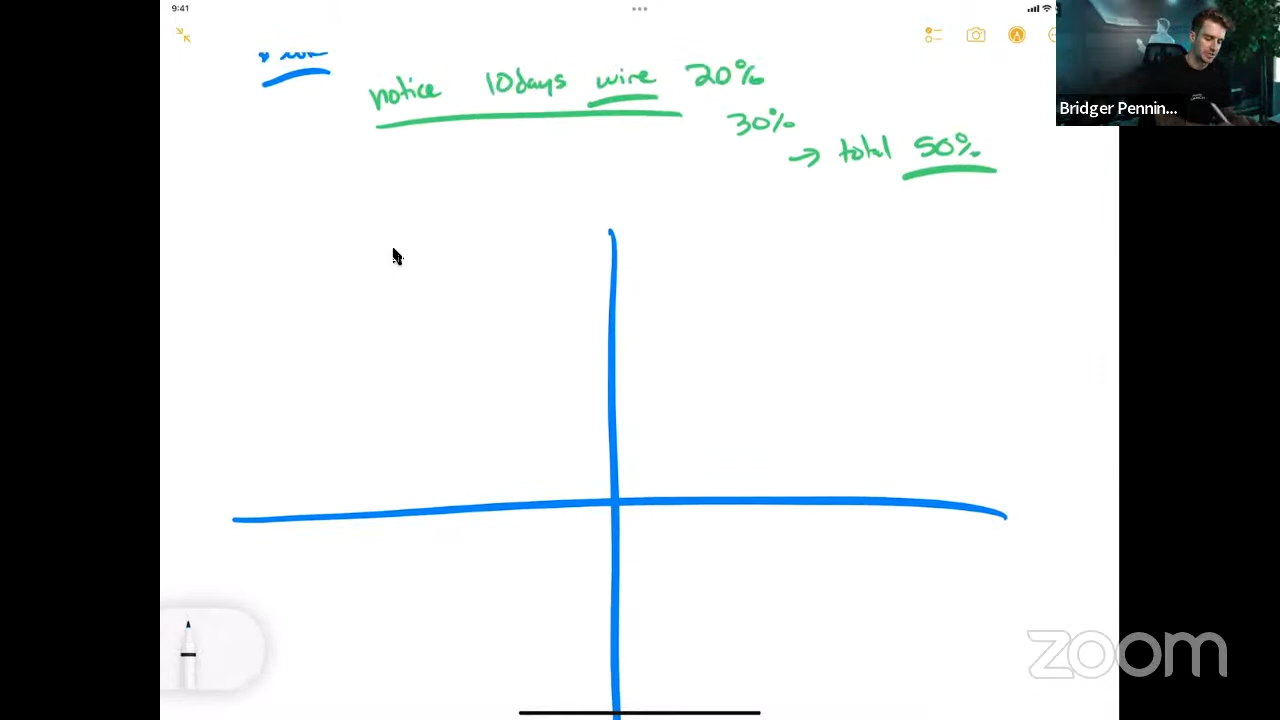 9:41
notice 10days wire 20%
30%
→ total 50%
Bridger Pennin...
zoom